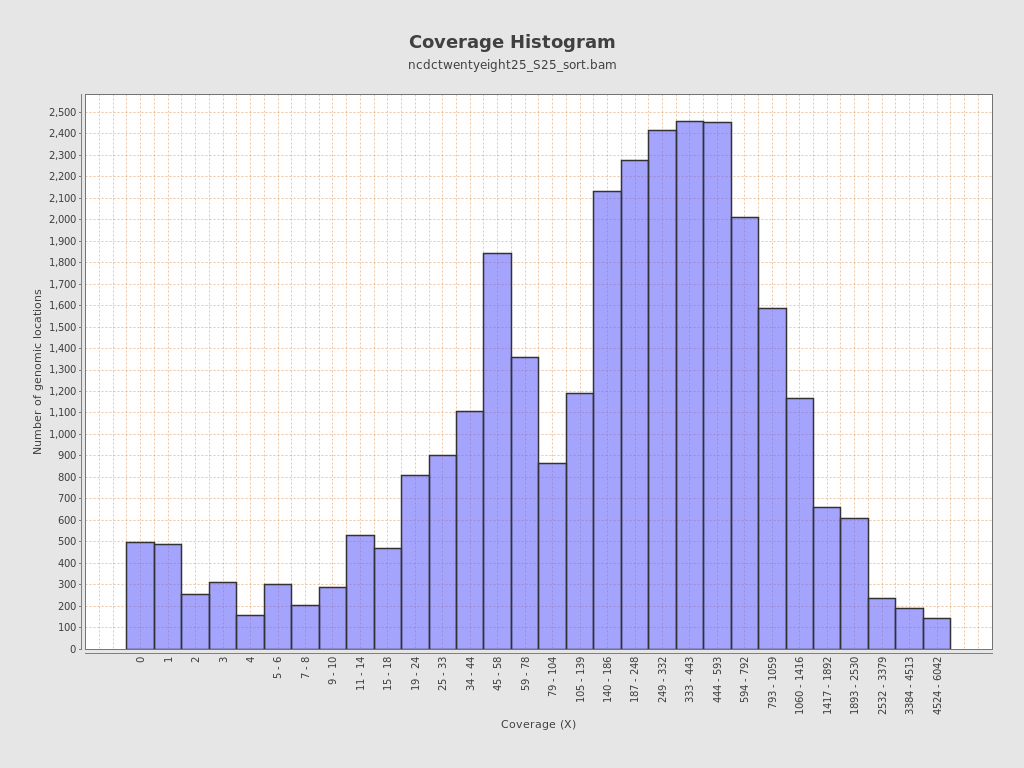 Coverage Histogram
ncdctwentyeight25_S25_sort.bam
Number of genomic locations
2,500
2,400
2,300
2,200
2,100
2,000
1,900
1,800
1,700
1,600
1,500
1,400
1,300
1,200
1,100
1,000
900
800
700
600
500
400
300
200
100
0
0
1
2
3
4
5 - 6
7 - 8
9 - 10
11 - 14
15 - 18
19 - 24
25 - 33
34 - 44
45 - 58
59 - 78
79 - 104
105 - 139
140 - 186
187 - 248
249 - 332
333 - 443
444 - 593
594 - 792
793 - 1059
1060 - 1416
1417 - 1892
1893 - 2530
2532 - 3379
3384 - 4513
4524 - 6042
Coverage (X)